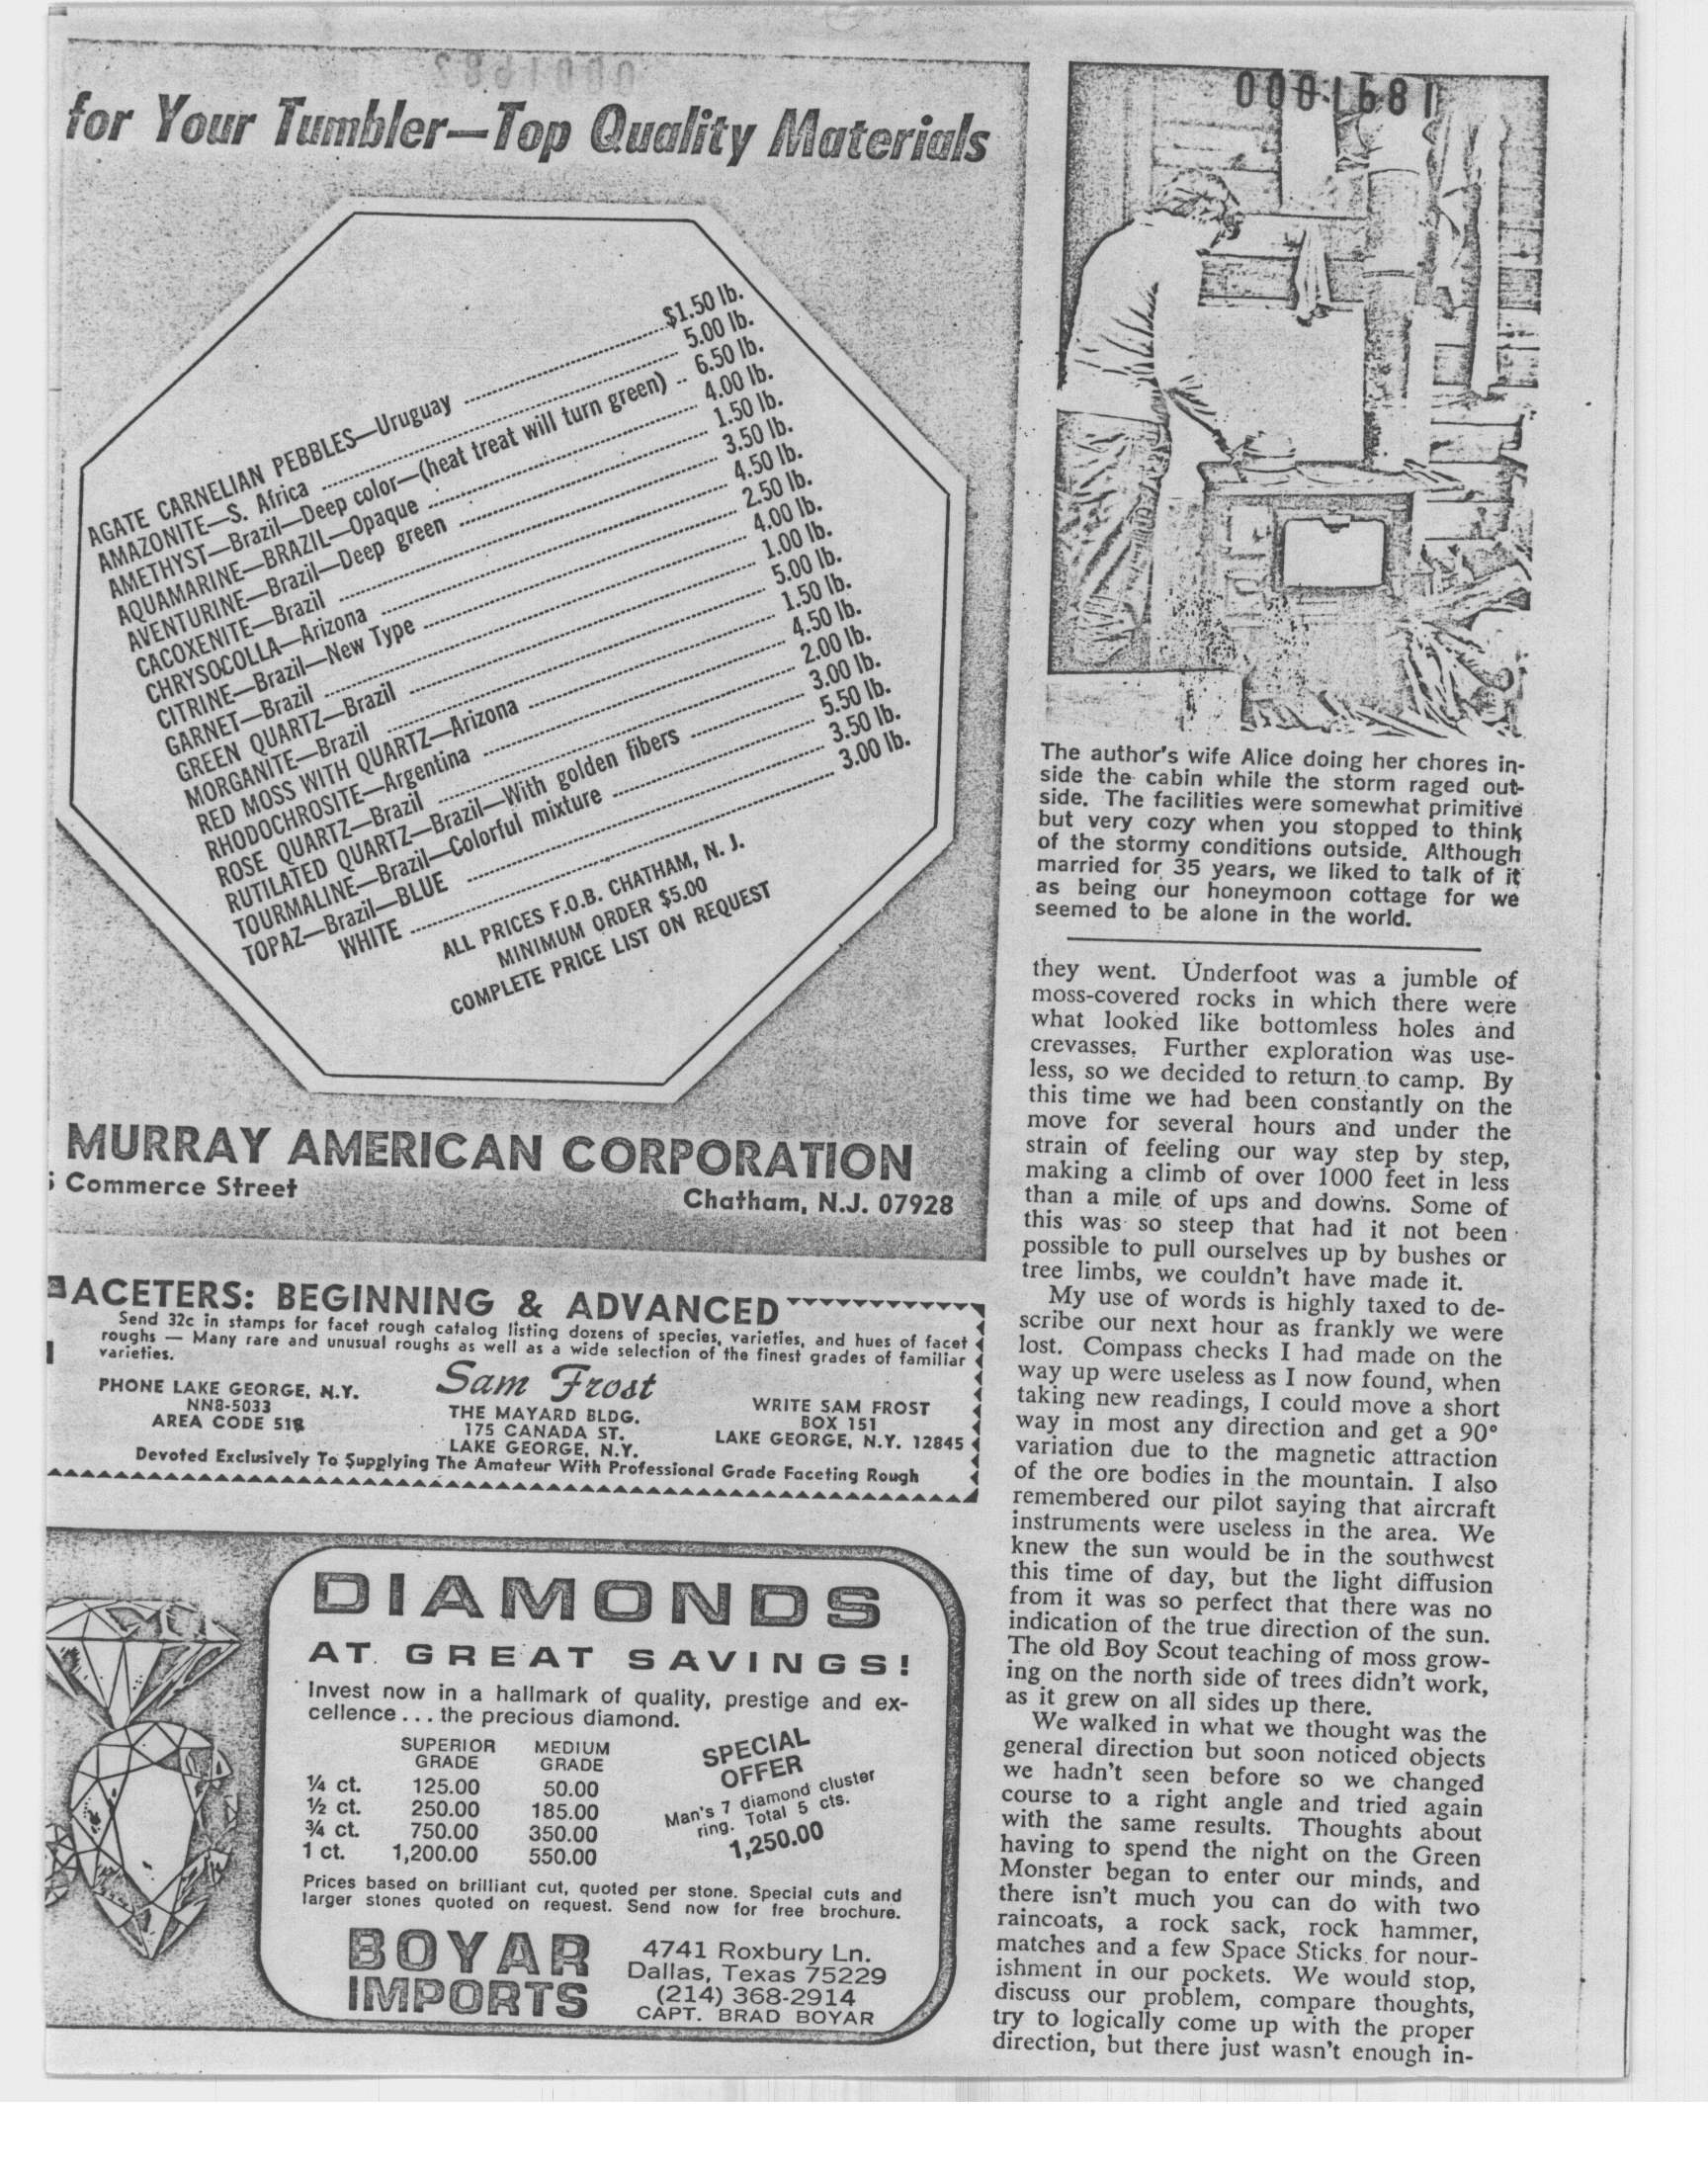 0001682
for Your Tumbler—Top Quality Materials
AGATE CARNELIAN PEBBLES—Uruguay ........ $1.50 lb.
AMAZONITE—S. Africa ........ 5.00 lb.
AMETHYST—Brazil—Deep color—(heat treat will turn green) .. 6.50 lb.
AQUAMARINE—BRAZIL—Opaque ........ 4.00 lb.
AVENTURINE—Brazil—Deep green ........ 1.50 lb.
CACOXENITE—Brazil ........ 3.50 lb.
CHRYSOCOLLA—Arizona ........ 4.50 lb.
CITRINE—Brazil—New Type ........ 2.50 lb.
GARNET—Brazil ........ 4.00 lb.
GREEN QUARTZ—Brazil ........ 1.00 lb.
MORGANITE—Brazil ........ 5.00 lb.
RED MOSS WITH QUARTZ—Arizona ........ 1.50 lb.
RHODOCHROSITE—Argentina ........ 4.50 lb.
ROSE QUARTZ—Brazil ........ 2.00 lb.
RUTILATED QUARTZ—Brazil—With golden fibers ........ 3.00 lb.
TOURMALINE—Brazil—Colorful mixture ........ 5.50 lb.
TOPAZ—Brazil—BLUE ........ 3.50 lb.
WHITE ........ 3.00 lb.
ALL PRICES F.O.B. CHATHAM, N. J.
MINIMUM ORDER $5.00
COMPLETE PRICE LIST ON REQUEST
MURRAY AMERICAN CORPORATION
Commerce Street
Chatham, N.J. 07928
ACETERS: BEGINNING & ADVANCED
Send 32c in stamps for facet rough catalog listing dozens of species, varieties, and hues of facet
roughs — Many rare and unusual roughs as well as a wide selection of the finest grades of familiar
varieties.
PHONE LAKE GEORGE, N.Y.
NN8-5033
AREA CODE 518
Sam Frost
THE MAYARD BLDG.
175 CANADA ST.
LAKE GEORGE, N.Y.
WRITE SAM FROST
BOX 151
LAKE GEORGE, N.Y. 12845
Devoted Exclusively To Supplying The Amateur With Professional Grade Faceting Rough
DIAMONDS
AT GREAT SAVINGS!
Invest now in a hallmark of quality, prestige and ex-
cellence ... the precious diamond.
SUPERIOR MEDIUM
GRADE GRADE
¼ ct. 125.00 50.00
½ ct. 250.00 185.00
¾ ct. 750.00 350.00
1 ct. 1,200.00 550.00
SPECIAL
OFFER
Man's 7 diamond cluster
ring. Total 5 cts.
1,250.00
Prices based on brilliant cut, quoted per stone. Special cuts and
larger stones quoted on request. Send now for free brochure.
BOYAR
IMPORTS
4741 Roxbury Ln.
Dallas, Texas 75229
(214) 368-2914
CAPT. BRAD BOYAR
0001681
The author's wife Alice doing her chores in-
side the cabin while the storm raged out-
side. The facilities were somewhat primitive
but very cozy when you stopped to think
of the stormy conditions outside. Although
married for 35 years, we liked to talk of it
as being our honeymoon cottage for we
seemed to be alone in the world.
they went. Underfoot was a jumble of
moss-covered rocks in which there were
what looked like bottomless holes and
crevasses. Further exploration was use-
less, so we decided to return to camp. By
this time we had been constantly on the
move for several hours and under the
strain of feeling our way step by step,
making a climb of over 1000 feet in less
than a mile of ups and downs. Some of
this was so steep that had it not been
possible to pull ourselves up by bushes or
tree limbs, we couldn't have made it.
My use of words is highly taxed to de-
scribe our next hour as frankly we were
lost. Compass checks I had made on the
way up were useless as I now found, when
taking new readings, I could move a short
way in most any direction and get a 90°
variation due to the magnetic attraction
of the ore bodies in the mountain. I also
remembered our pilot saying that aircraft
instruments were useless in the area. We
knew the sun would be in the southwest
this time of day, but the light diffusion
from it was so perfect that there was no
indication of the true direction of the sun.
The old Boy Scout teaching of moss grow-
ing on the north side of trees didn't work,
as it grew on all sides up there.
We walked in what we thought was the
general direction but soon noticed objects
we hadn't seen before so we changed
course to a right angle and tried again
with the same results. Thoughts about
having to spend the night on the Green
Monster began to enter our minds, and
there isn't much you can do with two
raincoats, a rock sack, rock hammer,
matches and a few Space Sticks for nour-
ishment in our pockets. We would stop,
discuss our problem, compare thoughts,
try to logically come up with the proper
direction, but there just wasn't enough in-